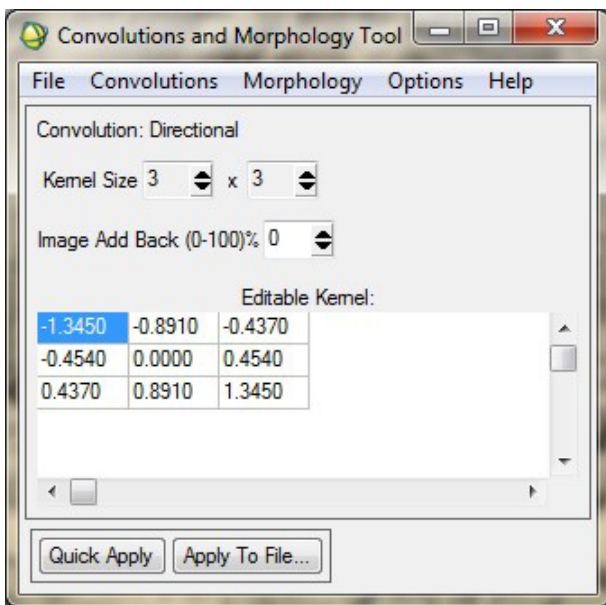 Convolutions and Morphology Tool
File Convolutions Morphology Options Help
Convolution: Directional
Kernel Size 3 x 3
Image Add Back (0-100)% 0
Editable Kernel:
-1.3450 -0.8910 -0.4370
-0.4540 0.0000 0.4540
0.4370 0.8910 1.3450
Quick Apply Apply To File...